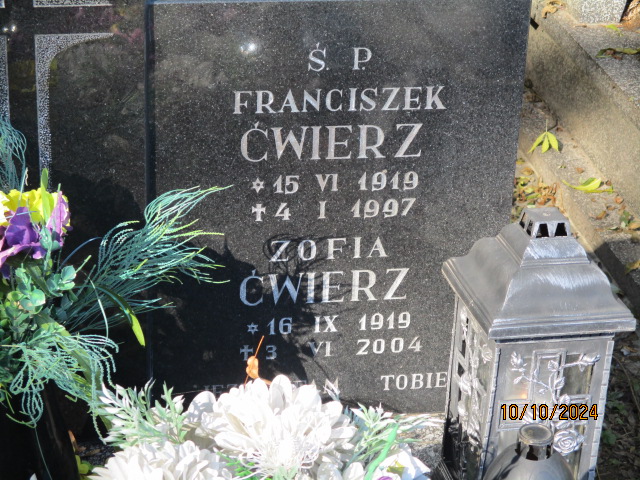 Ś. P.
FRANCISZEK
ĆWIERZ
✡ 15 VI 1919
✝ 4 I 1997
ZOFIA
ĆWIERZ
✡ 16 IX 1919
✝ 3 VI 2004
TOBIE
10/10/2024